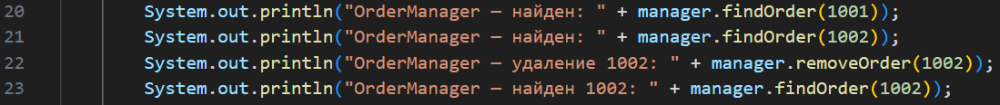 20 System.out.println("OrderManager — найден: " + manager.findOrder(1001));
21 System.out.println("OrderManager — найден: " + manager.findOrder(1002));
22 System.out.println("OrderManager — удаление 1002: " + manager.removeOrder(1002));
23 System.out.println("OrderManager — найден 1002: " + manager.findOrder(1002));